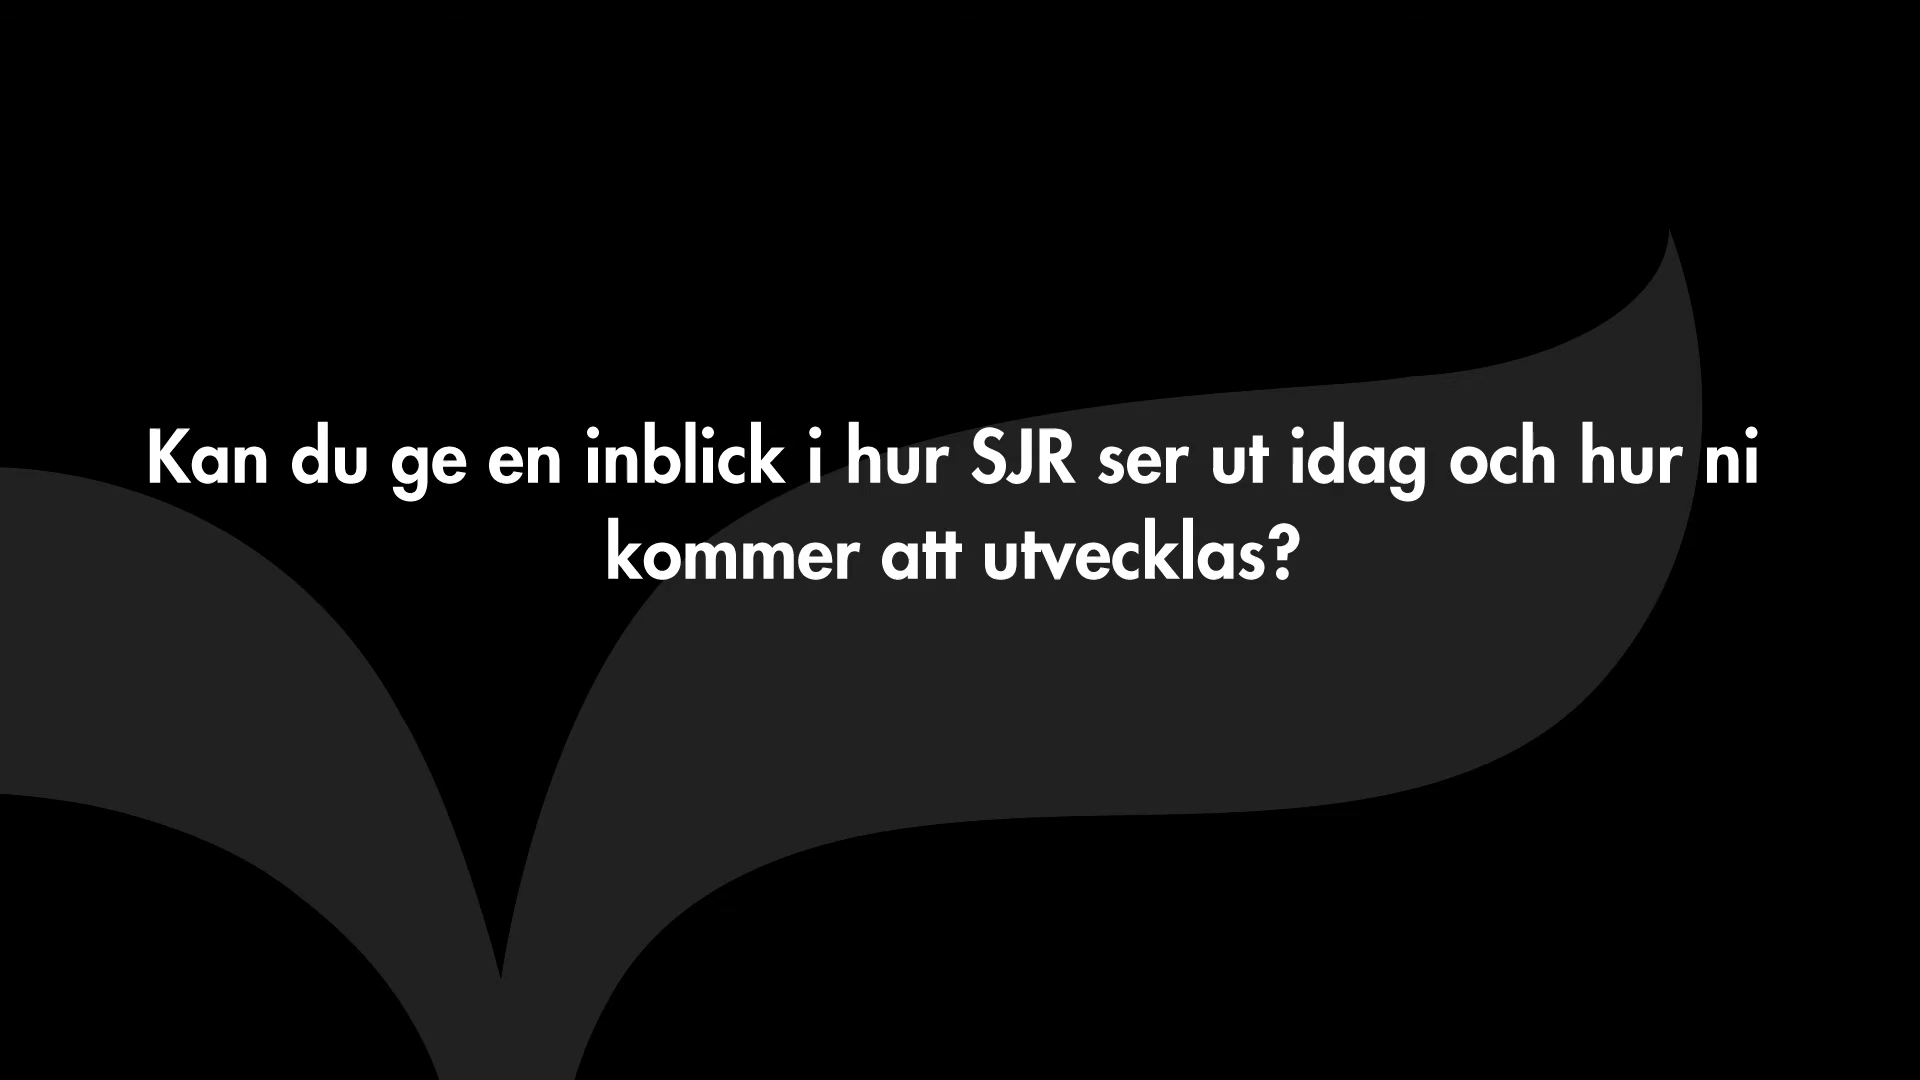 Kan du ge en inblick i hur SJR ser ut idag och hur ni
kommer att utvecklas?